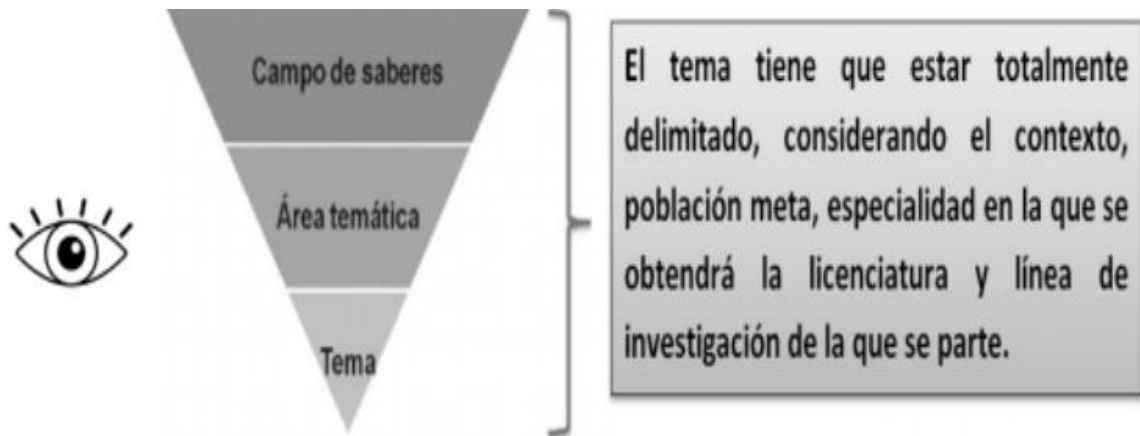 Campo de saberes
Área temática
Tema
El tema tiene que estar totalmente
delimitado, considerando el contexto,
población meta, especialidad en la que se
obtendrá la licenciatura y línea de
investigación de la que se parte.